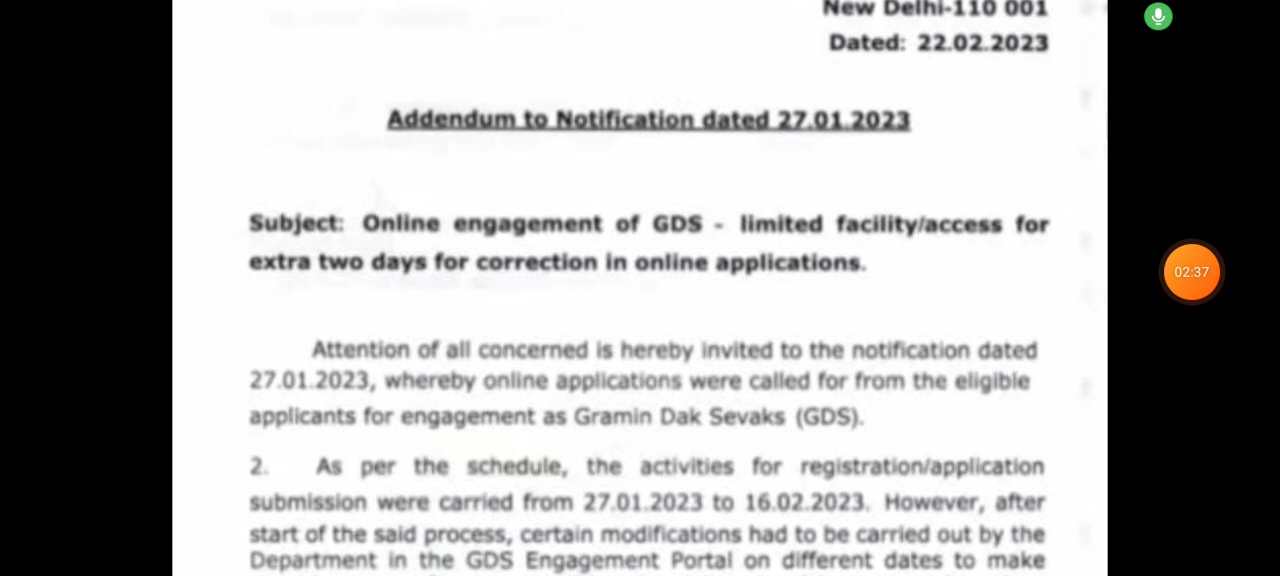 New Delhi-110 001
Dated: 22.02.2023
Addendum to Notification dated 27.01.2023
Subject: Online engagement of GDS - limited facility/access for
extra two days for correction in online applications.
Attention of all concerned is hereby invited to the notification dated
27.01.2023, whereby online applications were called for from the eligible
applicants for engagement as Gramin Dak Sevaks (GDS).
2. As per the schedule, the activities for registration/application
submission were carried from 27.01.2023 to 16.02.2023. However, after
start of the said process, certain modifications had to be carried out by the
Department in the GDS Engagement Portal on different dates to make
02:37